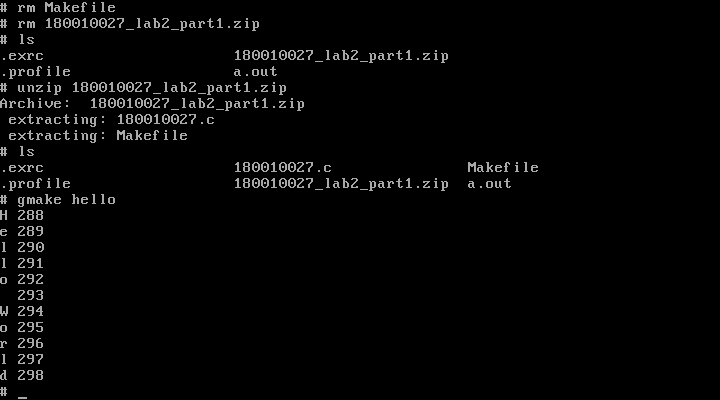 # rm Makefile
# rm 180010027_lab2_part1.zip
# ls
.exrc                     180010027_lab2_part1.zip
.profile                  a.out
# unzip 180010027_lab2_part1.zip
Archive:  180010027_lab2_part1.zip
 extracting: 180010027.c
 extracting: Makefile
# ls
.exrc                     180010027.c               Makefile
.profile                  180010027_lab2_part1.zip  a.out
# gmake hello
H 288
e 289
l 290
l 291
o 292
  293
W 294
o 295
r 296
l 297
d 298
# _